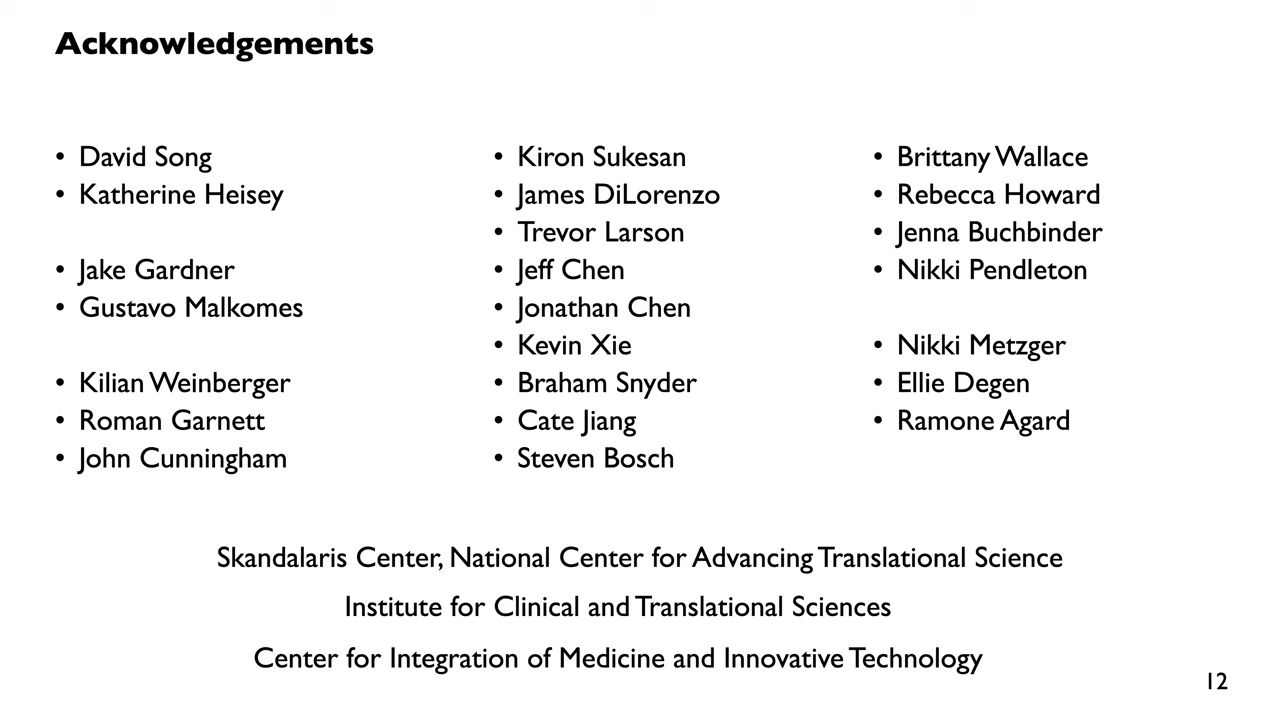 Acknowledgements
• David Song
• Katherine Heisey
• Jake Gardner
• Gustavo Malkomes
• Kilian Weinberger
• Roman Garnett
• John Cunningham
• Kiron Sukesan
• James DiLorenzo
• Trevor Larson
• Jeff Chen
• Jonathan Chen
• Kevin Xie
• Braham Snyder
• Cate Jiang
• Steven Bosch
• Brittany Wallace
• Rebecca Howard
• Jenna Buchbinder
• Nikki Pendleton
• Nikki Metzger
• Ellie Degen
• Ramone Agard
Skandalaris Center, National Center for Advancing Translational Science
Institute for Clinical and Translational Sciences
Center for Integration of Medicine and Innovative Technology
12